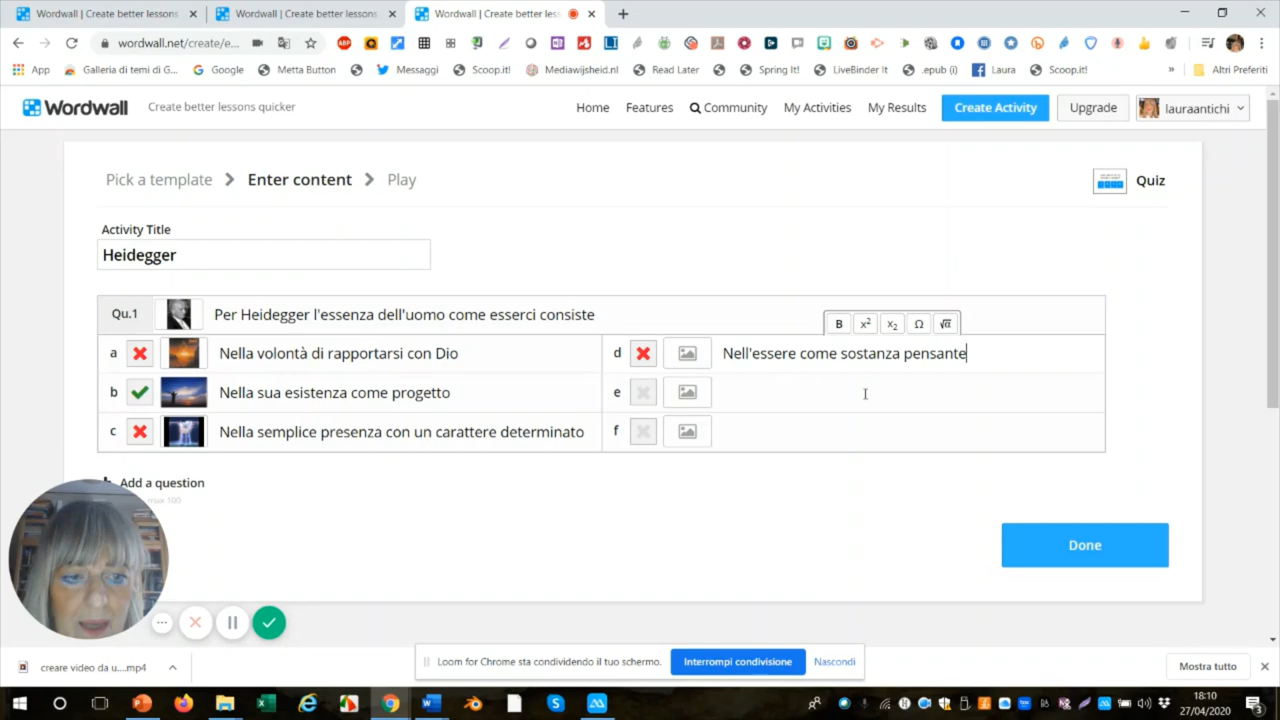 Wordwall | Create better lessons
Wordwall | Create better lessons
Wordwall | Create better les
wordwall.net/create/e...
App
Galleria di temi di G...
Google
Metta Button
Messaggi
Scoop.it!
Mediawijsheid.nl
Read Later
Spring It!
LiveBinder It
.epub (i)
Laura
Scoop.it!
»
Altri Preferiti
Wordwall
Create better lessons quicker
Home
Features
Community
My Activities
My Results
Create Activity
Upgrade
lauraantichi
Pick a template
Enter content
Play
Quiz
Activity Title
Heidegger
Qu.1
Per Heidegger l'essenza dell'uomo come esserci consiste
B x² x₂ Ω √α
a Nella volontà di rapportarsi con Dio
b Nella sua esistenza come progetto
c Nella semplice presenza con un carattere determinato
d Nell'essere come sostanza pensante
e
f
Add a question
max 100
Done
Loom for Chrome sta condividendo il tuo schermo.
Interrompi condivisione
Nascondi
creare video da u....mp4
Mostra tutto
18:10
27/04/2020
3